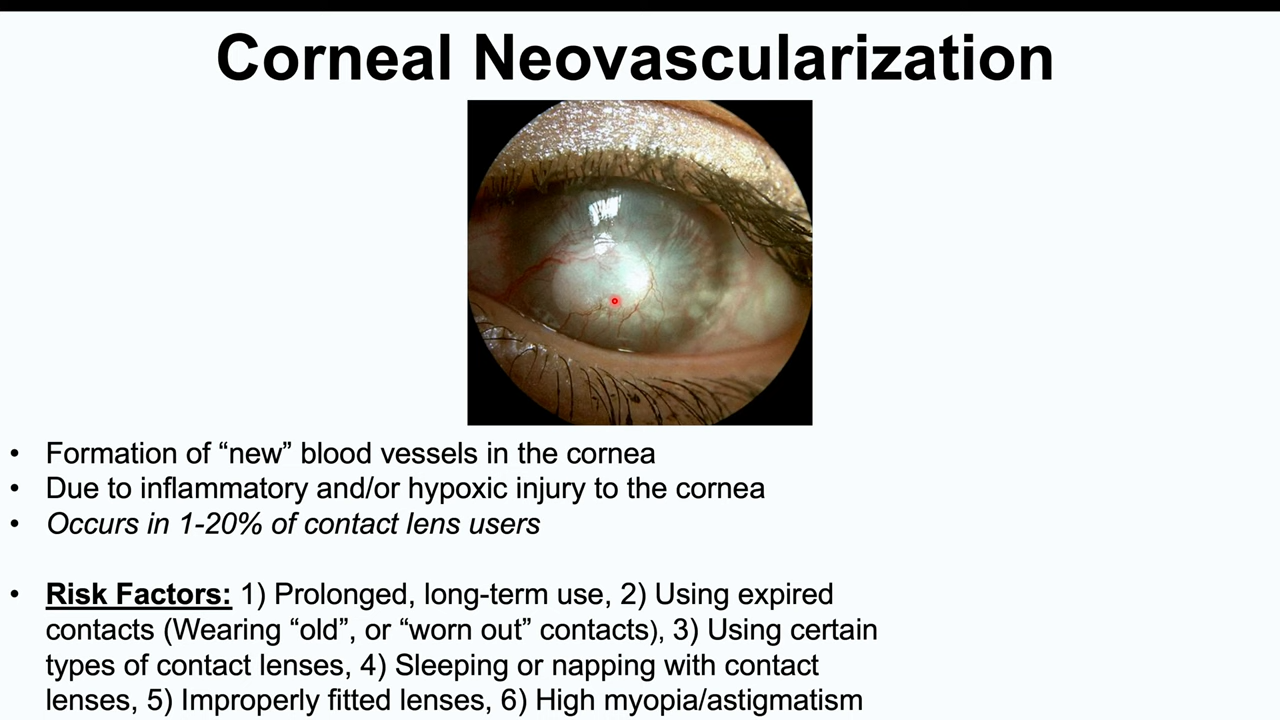 Corneal Neovascularization
• Formation of “new” blood vessels in the cornea
• Due to inflammatory and/or hypoxic injury to the cornea
• Occurs in 1-20% of contact lens users
• Risk Factors: 1) Prolonged, long-term use, 2) Using expired
contacts (Wearing “old”, or “worn out” contacts), 3) Using certain
types of contact lenses, 4) Sleeping or napping with contact
lenses, 5) Improperly fitted lenses, 6) High myopia/astigmatism